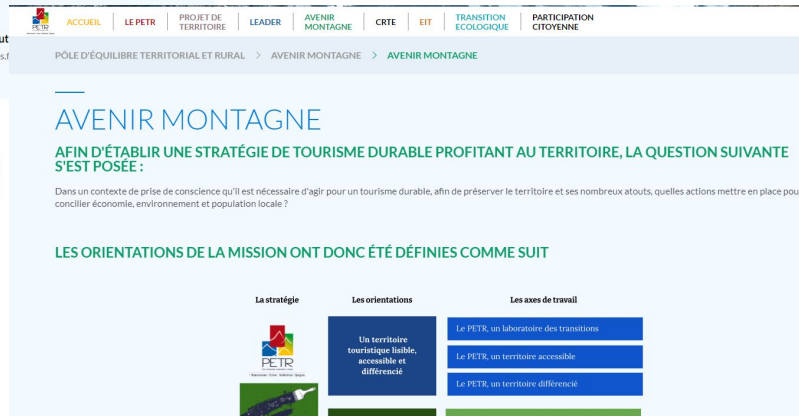 ut
s.f
PETR
ACCUEIL
LE PETR
PROJET DE
TERRITOIRE
LEADER
AVENIR
MONTAGNE
CRTE
EIT
TRANSITION
ECOLOGIQUE
PARTICIPATION
CITOYENNE
PÔLE D'ÉQUILIBRE TERRITORIAL ET RURAL > AVENIR MONTAGNE > AVENIR MONTAGNE
AVENIR MONTAGNE
AFIN D'ÉTABLIR UNE STRATÉGIE DE TOURISME DURABLE PROFITANT AU TERRITOIRE, LA QUESTION SUIVANTE
S'EST POSÉE :
Dans un contexte de prise de conscience qu'il est nécessaire d'agir pour un tourisme durable, afin de préserver le territoire et ses nombreux atouts, quelles actions mettre en place pou
concilier économie, environnement et population locale ?
LES ORIENTATIONS DE LA MISSION ONT DONC ÉTÉ DÉFINIES COMME SUIT
La stratégie
Les orientations
Les axes de travail
PETR
Un territoire
touristique lisible,
accessible et
différencié
Le PETR, un laboratoire des transitions
Le PETR, un territoire accessible
Le PETR, un territoire différencié